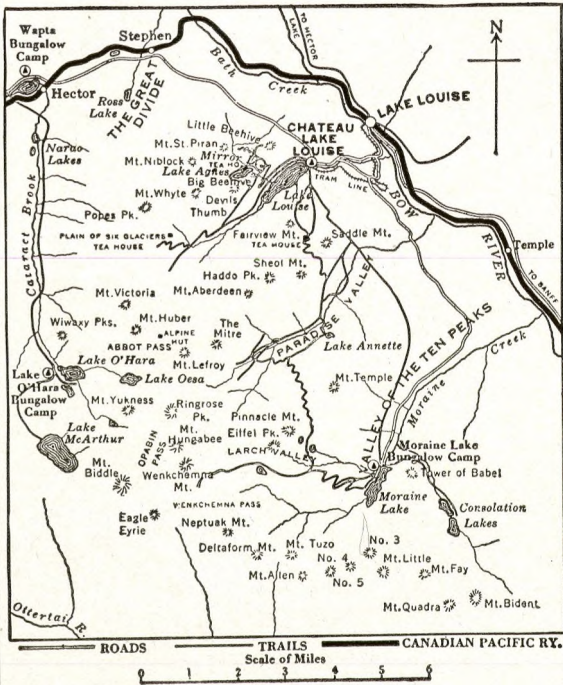 Wapta
Bungalow
Camp
Stephen
TO HECTOR
LAKE
N
Bath
Creek
Hector
Ross
Lake
THE GREAT
DIVIDE
LAKE LOUISE
Little Beehive
CHATEAU
LAKE
LOUISE
Mt. St. Piran
Narao
Lakes
Mirror
TEA HO
Mt. Niblock
Lake Agnes
TRAM LINE
Big Beehive
Mt. Whyte
Devils
Thumb
Lake
Louise
BOW
RIVER
Popes Pk.
Cataract Brook
PLAIN OF SIX GLACIERS
TEA HOUSE
Fairview Mt.
TEA HOUSE
Saddle Mt.
Temple
Sheol Mt.
Haddo Pk.
TO BANFF
Mt. Victoria
Mt. Aberdeen
PARADISE VALLEY
Wiwaxy Pks.
Mt. Huber
ALPINE
HUT
The
Mitre
ABBOT PASS
Lake Annette
Creek
Mt. Lefroy
Lake O'Hara
Lake
O'Hara
Bungalow
Camp
Lake Oesa
Mt. Temple
VALLEY OF THE TEN PEAKS
Moraine
Mt. Yukness
Ringrose
Pk.
Pinnacle Mt.
Lake
McArthur
OPABIN
PASS
Mt.
Hungabee
Eiffel Pk.
LARCH VALLEY
Moraine Lake
Bungalow Camp
Mt.
Biddle
Wenkchemna
Mt.
Tower of Babel
WENKCHEMNA PASS
Moraine
Lake
Consolation
Lakes
Eagle
Eyrie
Neptuak Mt.
Deltaform Mt.
Mt. Tuzo
No. 3
No. 4
Mt. Little
Mt. Allen
No. 5
Mt. Fay
Mt. Quadra
Mt. Bident
Ottertail R.
ROADS TRAILS CANADIAN PACIFIC RY.
Scale of Miles
0 1 2 3 4 5 6